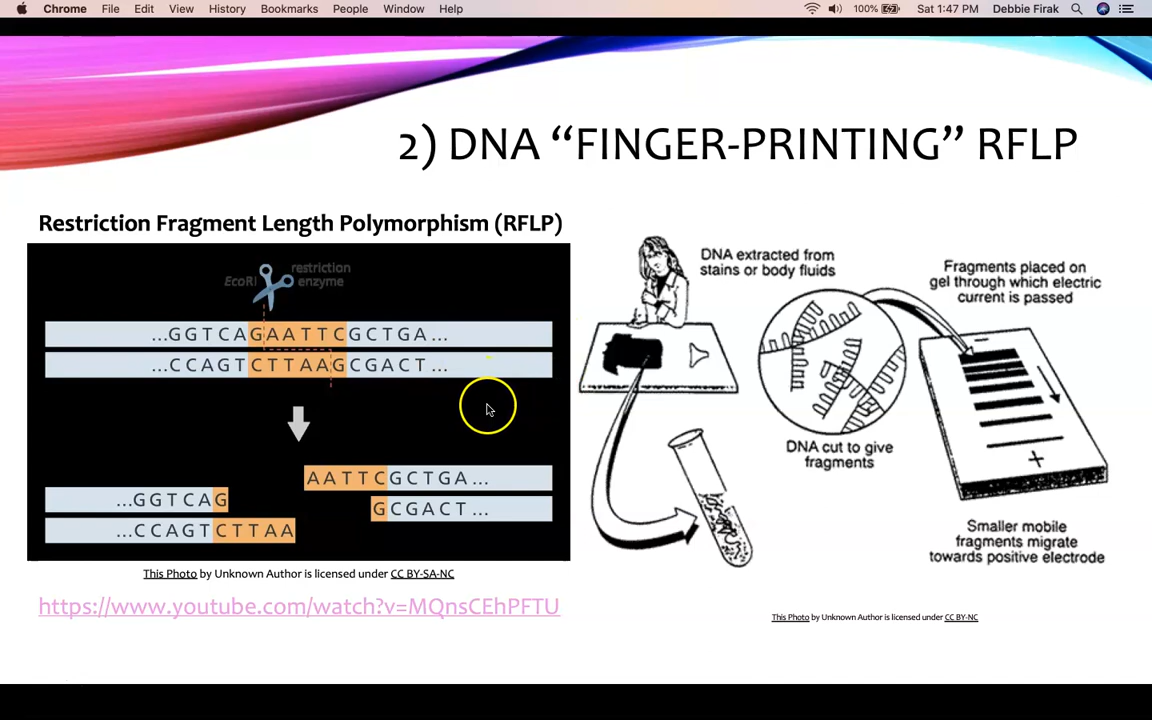 Chrome File Edit View History Bookmarks People Window Help 100% Sat 1:47 PM Debbie Firak
2) DNA “FINGER-PRINTING” RFLP
Restriction Fragment Length Polymorphism (RFLP)
EcoRI
restriction
enzyme
...GGTCAGAATTCGCTGA...
...CCAGTCTTAAGCGACT...
AATTCGCTGA...
...GGTCAG
GCGACT...
...CCAGTCTTAA
This Photo by Unknown Author is licensed under CC BY-SA-NC
https://www.youtube.com/watch?v=MQnsCEhPFTU
DNA extracted from
stains or body fluids
Fragments placed on
gel through which electric
current is passed
DNA cut to give
fragments
+
Smaller mobile
fragments migrate
towards positive electrode
This Photo by Unknown Author is licensed under CC BY-NC